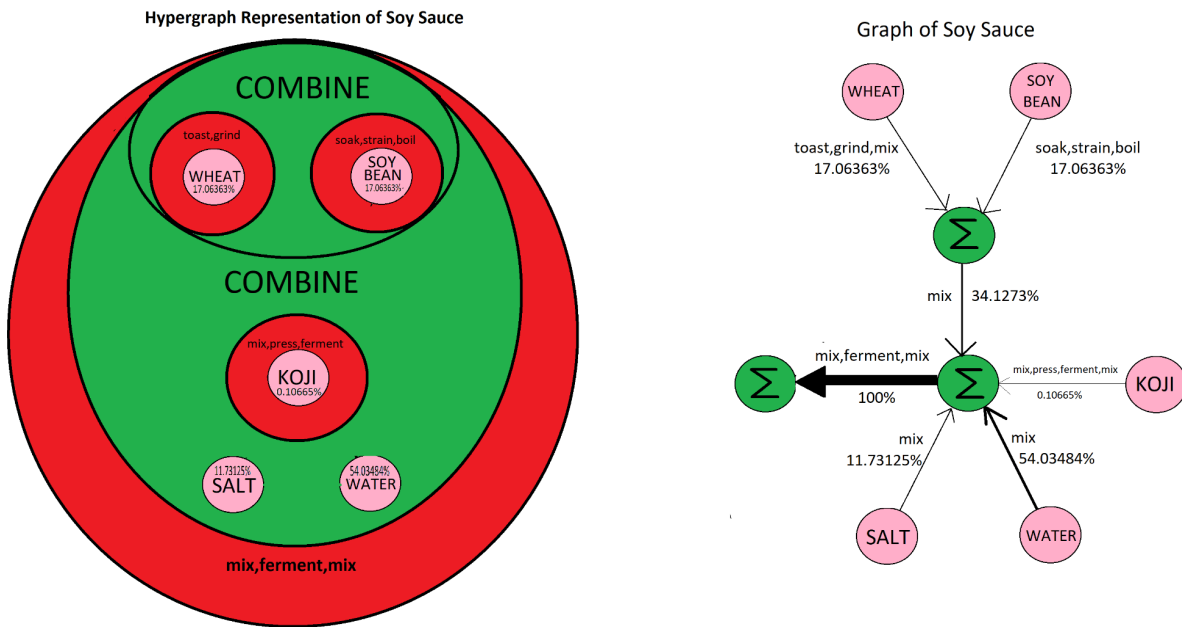 Hypergraph Representation of Soy Sauce
COMBINE
toast,grind
WHEAT
17.06363%
soak,strain,boil
SOY
BEAN
17.06363%
COMBINE
mix,press,ferment
KOJI
0.10665%
11.73125%
SALT
54.03484%
WATER
mix,ferment,mix
Graph of Soy Sauce
WHEAT
SOY
BEAN
toast,grind,mix
17.06363%
soak,strain,boil
17.06363%
Σ
mix
34.1273%
mix,ferment,mix
100%
Σ
Σ
mix,press,ferment,mix
0.10665%
KOJI
mix
11.73125%
mix
54.03484%
SALT
WATER